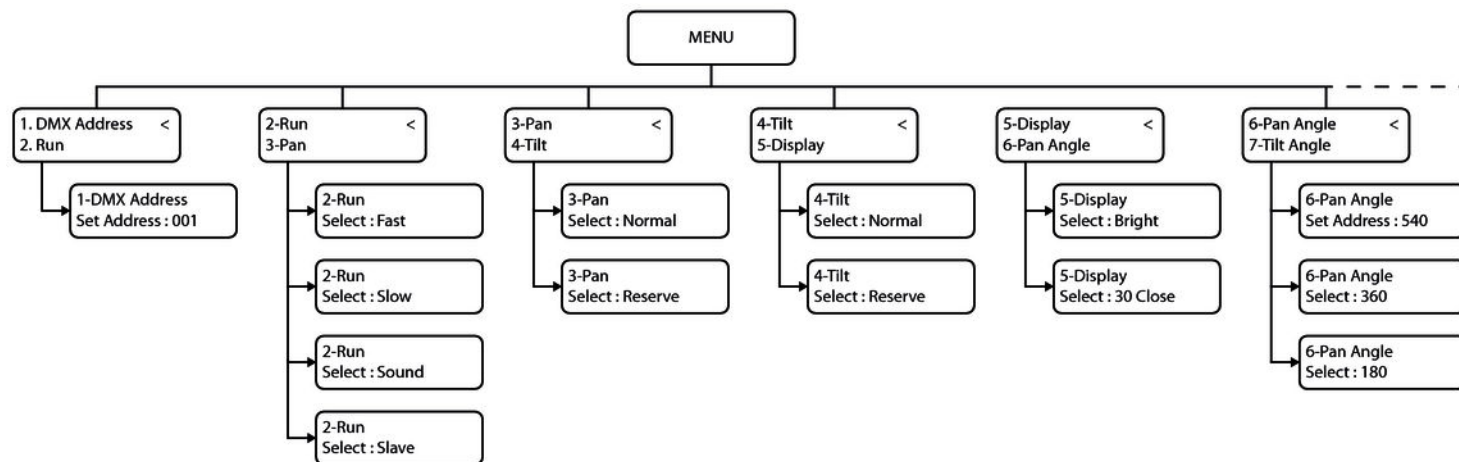 MENU
1. DMX Address <
2. Run
1-DMX Address
Set Address : 001
2-Run <
3-Pan
2-Run
Select : Fast
2-Run
Select : Slow
2-Run
Select : Sound
2-Run
Select : Slave
3-Pan <
4-Tilt
3-Pan
Select : Normal
3-Pan
Select : Reserve
4-Tilt <
5-Display
4-Tilt
Select : Normal
4-Tilt
Select : Reserve
5-Display <
6-Pan Angle
5-Display
Select : Bright
5-Display
Select : 30 Close
6-Pan Angle <
7-Tilt Angle
6-Pan Angle
Set Address : 540
6-Pan Angle
Select : 360
6-Pan Angle
Select : 180